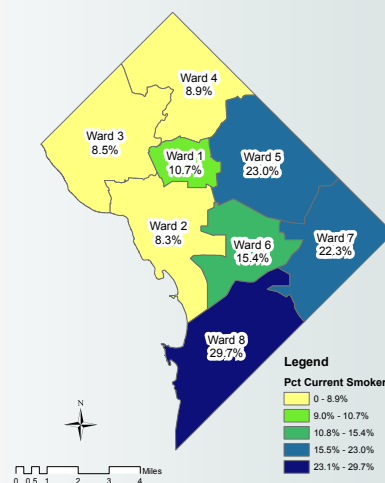 Ward 4
8.9%
Ward 3
8.5%
Ward 1
10.7%
Ward 5
23.0%
Ward 2
8.3%
Ward 6
15.4%
Ward 7
22.3%
Ward 8
29.7%
Legend
Pct Current Smoker
0 - 8.9%
9.0% - 10.7%
10.8% - 15.4%
15.5% - 23.0%
23.1% - 29.7%
N
Miles
0 0.5 1 2 3 4